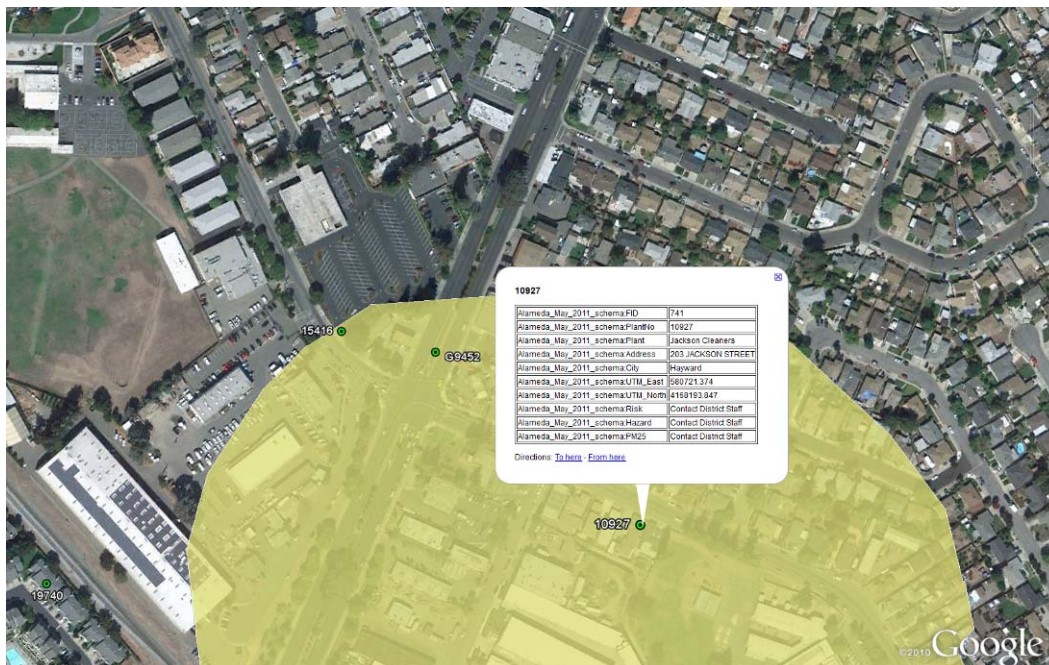 15416
G9452
10927
Alameda_May_2011_schema:FID 741
Alameda_May_2011_schema:PlantNo 10927
Alameda_May_2011_schema:Plant Jackson Cleaners
Alameda_May_2011_schema:Address 203 JACKSON STREET
Alameda_May_2011_schema:City Hayward
Alameda_May_2011_schema:UTM_East 580721.374
Alameda_May_2011_schema:UTM_North 4168193.847
Alameda_May_2011_schema:Risk Contact District Staff
Alameda_May_2011_schema:Hazard Contact District Staff
Alameda_May_2011_schema:PM25 Contact District Staff
Directions: To here - From here
10927
19740
©2010 Google